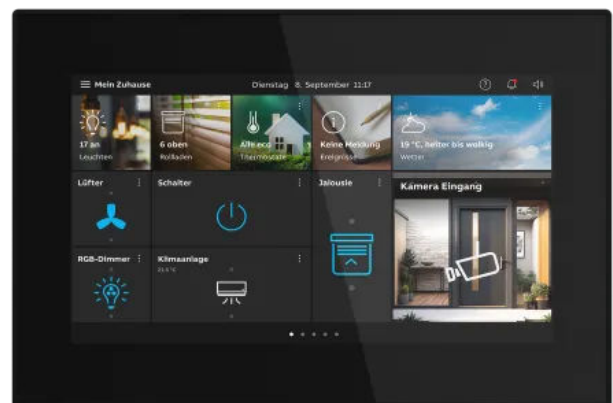 Mein Zuhause
Dienstag 8. September 11:17
17 an
Leuchten
6 oben
Rollladen
Alle eco
Thermostate
Keine Meldung
Ereignisse
19 °C, heiter bis wolkig
Wetter
Lüfter
Schalter
Jalousie
Kamera Eingang
RGB-Dimmer
Klimaanlage